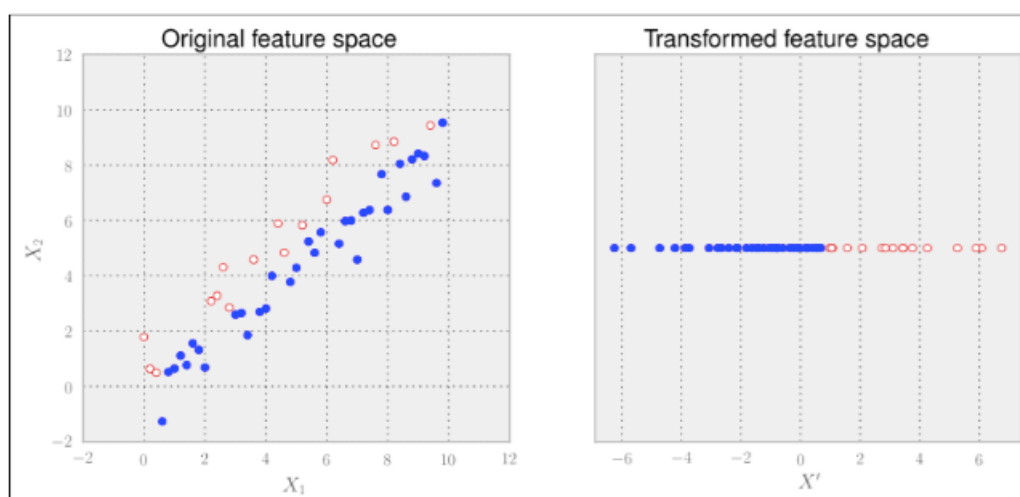 Original feature space
Transformed feature space
12
10
8
6
4
2
0
−2
X₂
−2 0 2 4 6 8 10 12
X₁
−6 −4 −2 0 2 4 6
X′